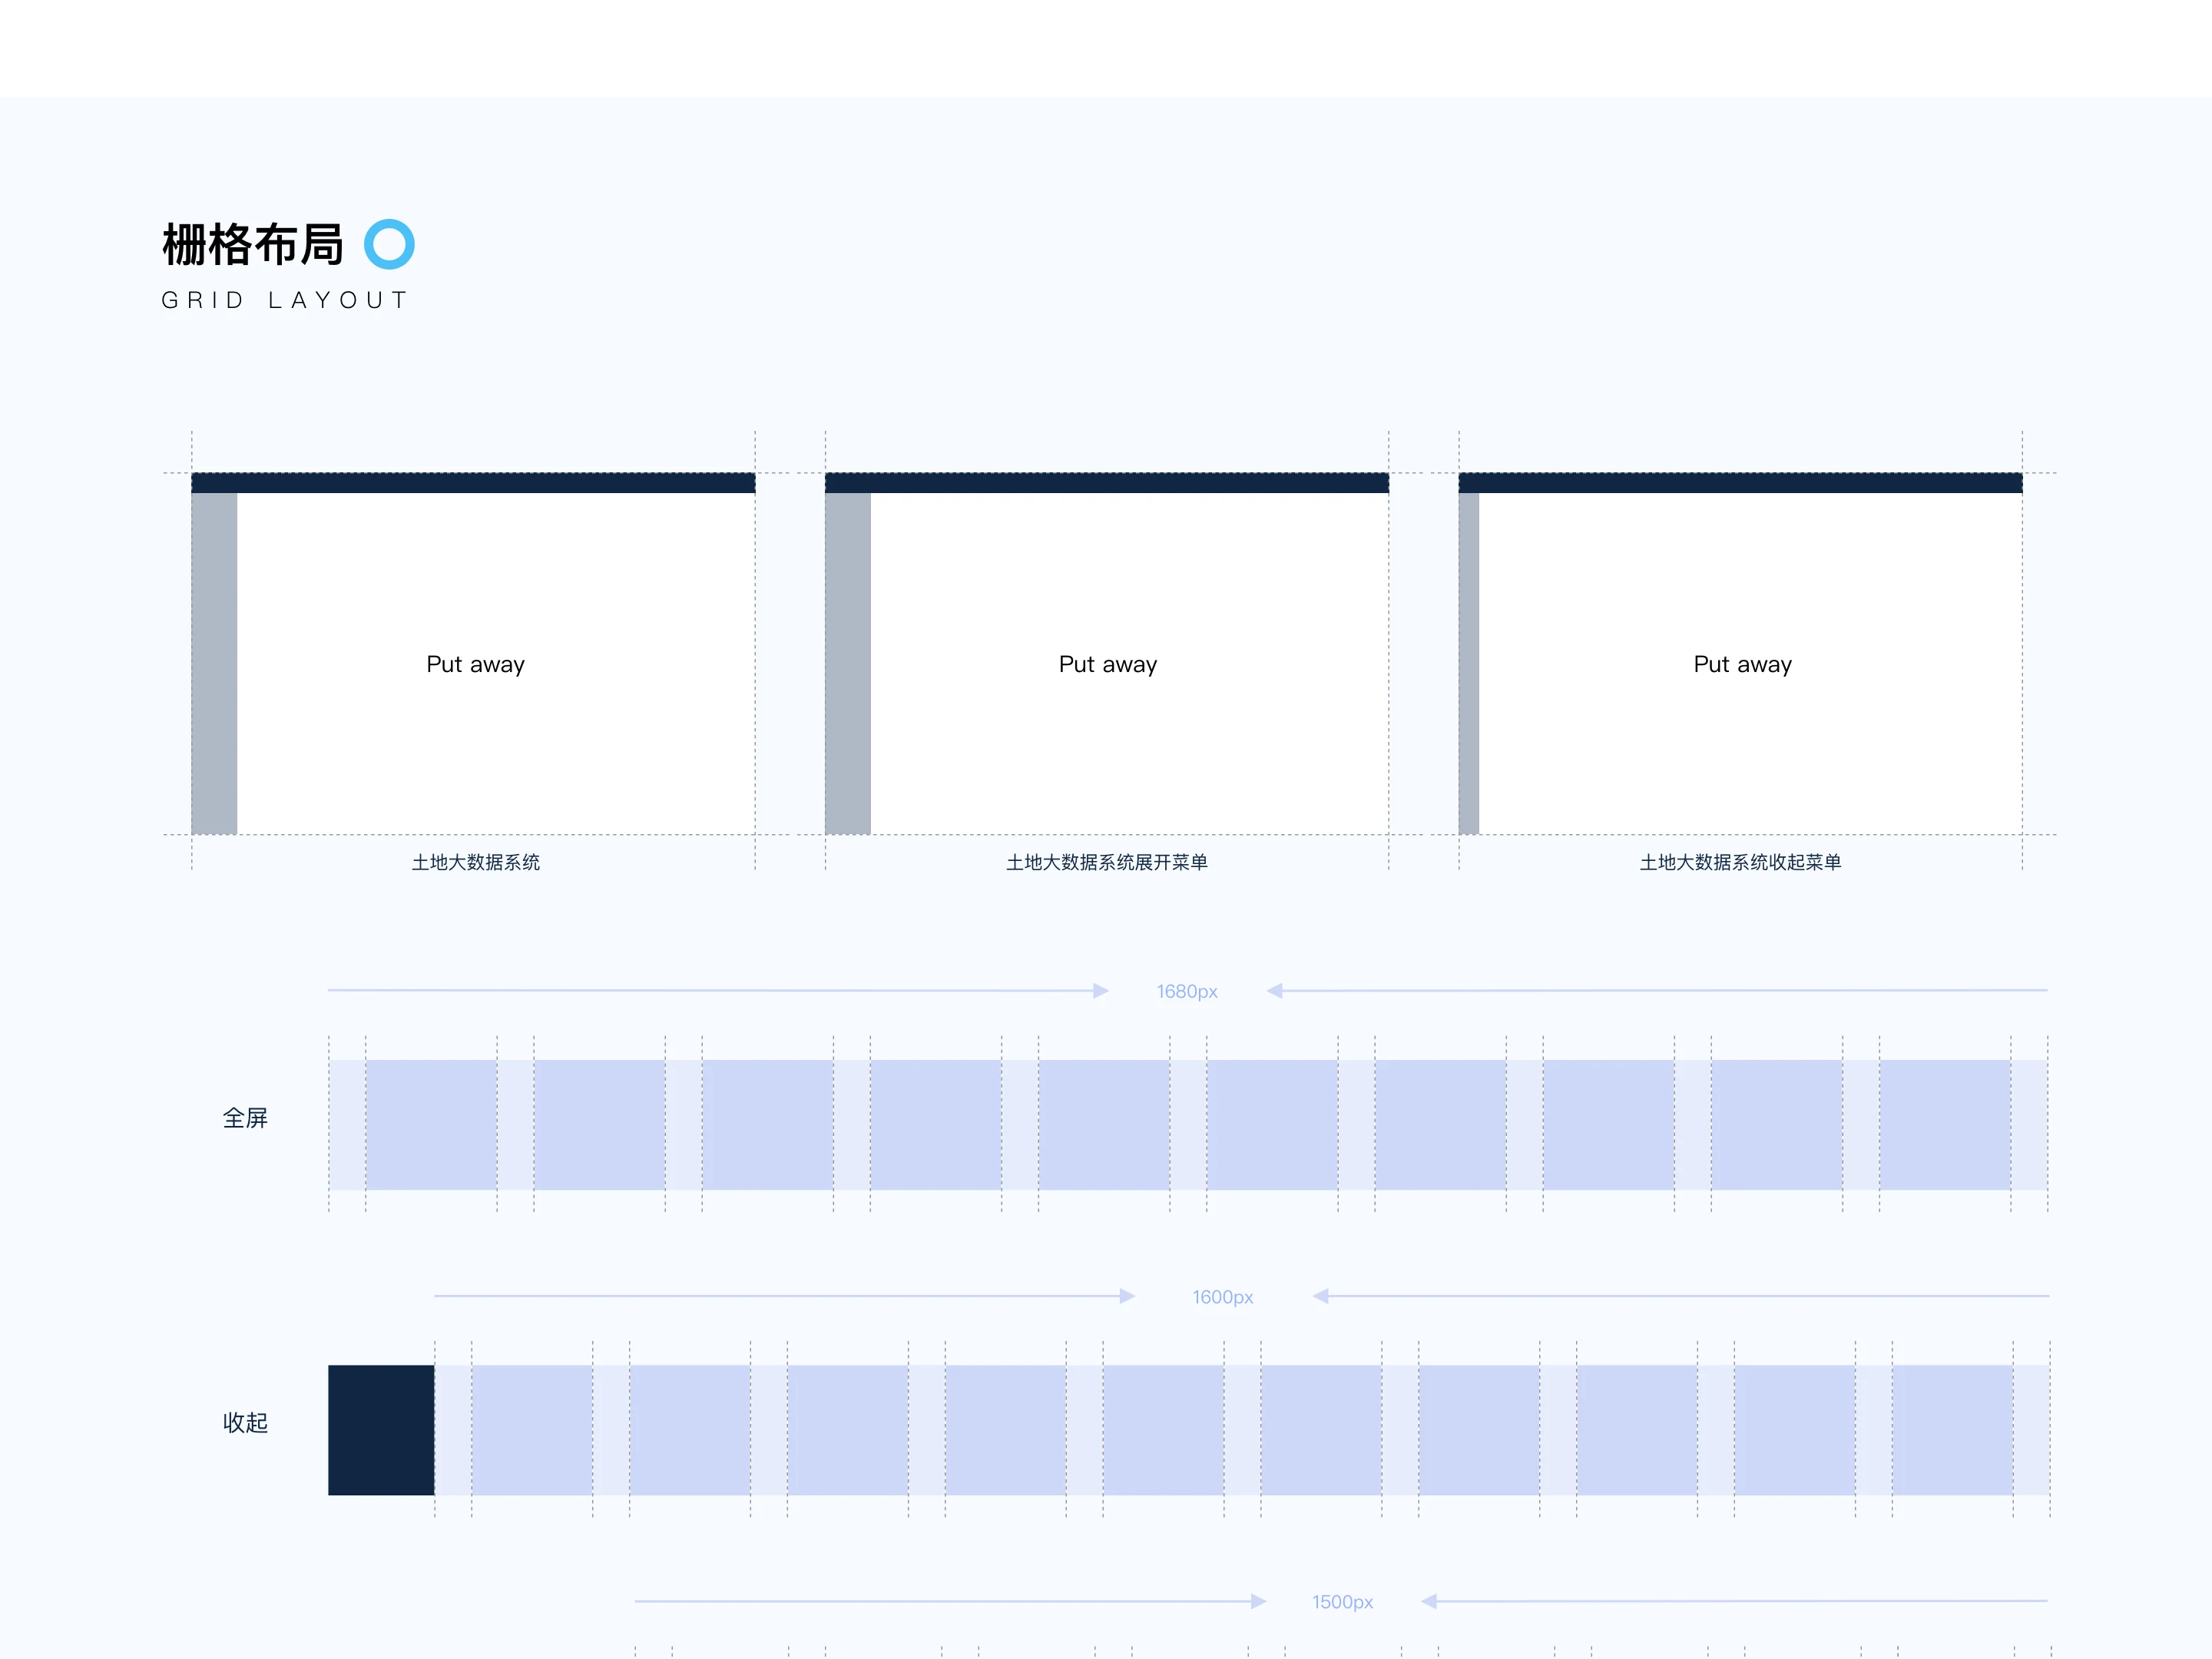 栅格布局
GRID LAYOUT
Put away
Put away
Put away
土地大数据系统
土地大数据系统展开菜单
土地大数据系统收起菜单
1680px
全屏
1600px
收起
1500px